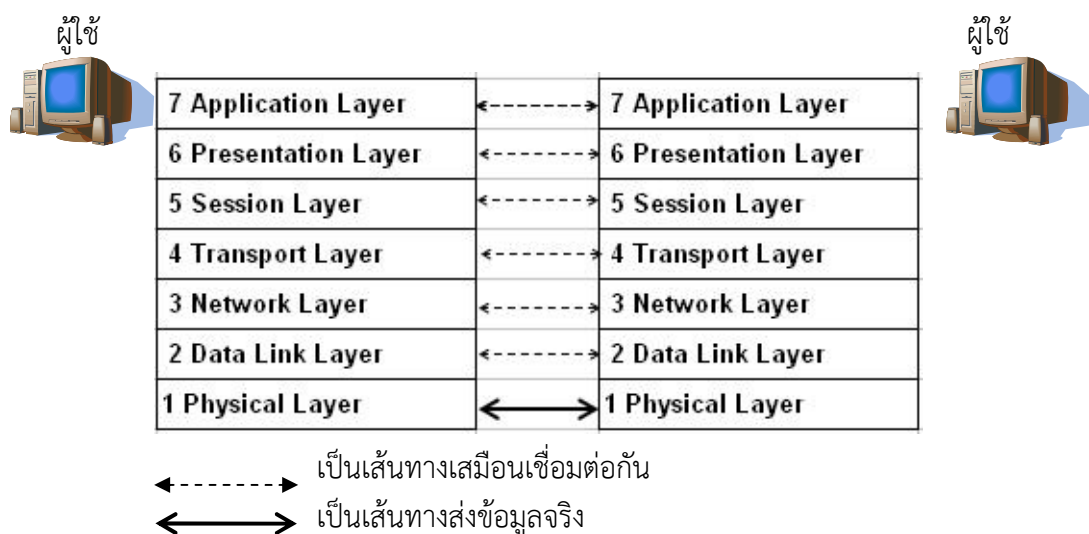 ผู้ใช้ ผู้ใช้
7 Application Layer 7 Application Layer
6 Presentation Layer 6 Presentation Layer
5 Session Layer 5 Session Layer
4 Transport Layer 4 Transport Layer
3 Network Layer 3 Network Layer
2 Data Link Layer 2 Data Link Layer
1 Physical Layer 1 Physical Layer
เป็นเส้นทางเสมือนเชื่อมต่อกัน
เป็นเส้นทางส่งข้อมูลจริง